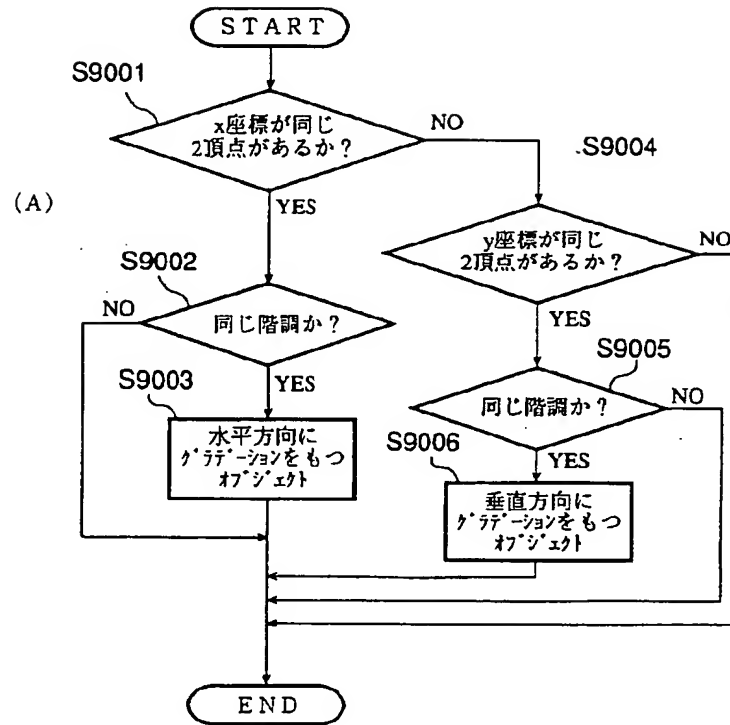 START
S9001
x座標が同じ
2頂点があるか？
NO
S9004
(A)
YES
y座標が同じ
2頂点があるか？
NO
S9002
NO
同じ階調か？
YES
S9005
S9003
YES
同じ階調か？
NO
水平方向に
ｸﾞﾗﾃﾞｰｼｮﾝをもつ
ｵﾌﾞｼﾞｪｸﾄ
S9006
YES
垂直方向に
ｸﾞﾗﾃﾞｰｼｮﾝをもつ
ｵﾌﾞｼﾞｪｸﾄ
END